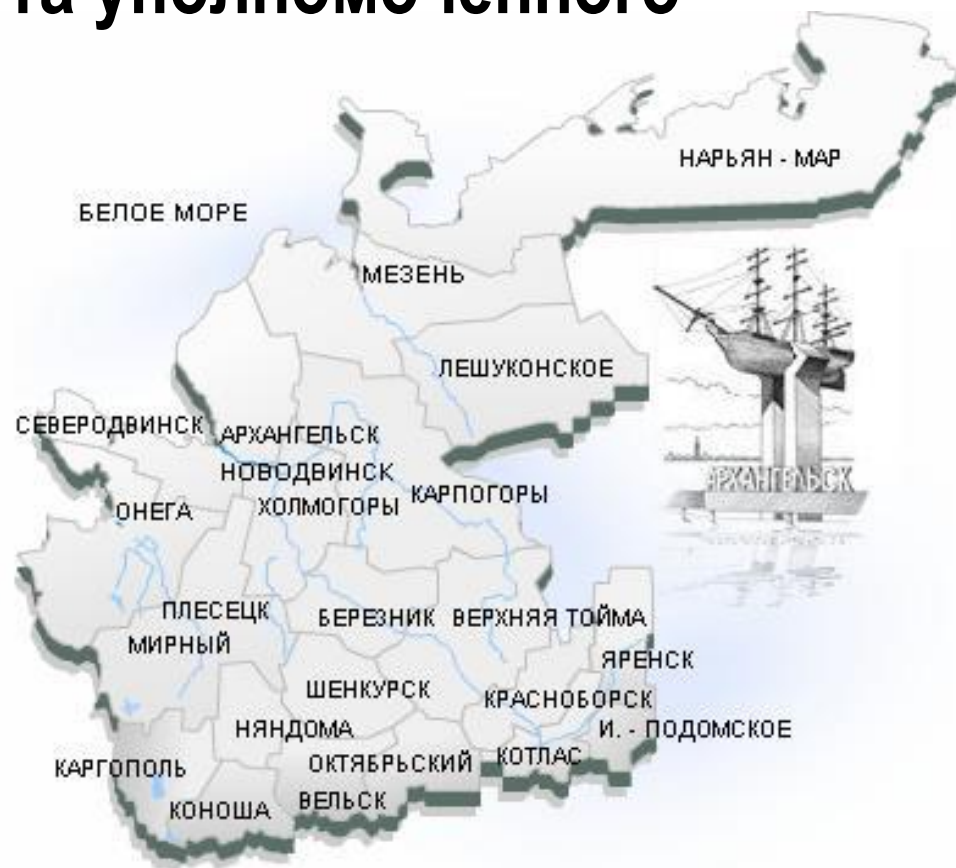 та уполномоченного
НАРЬЯН - МАР
БЕЛОЕ МОРЕ
МЕЗЕНЬ
ЛЕШУКОНСКОЕ
СЕВЕРОДВИНСК
АРХАНГЕЛЬСК
НОВОДВИНСК
КАРПОГОРЫ
ХОЛМОГОРЫ
ОНЕГА
АРХАНГЕЛЬСК
ПЛЕСЕЦК
БЕРЕЗНИК
ВЕРХНЯЯ ТОЙМА
МИРНЫЙ
ЯРЕНСК
ШЕНКУРСК
КРАСНОБОРСК
НЯНДОМА
И. - ПОДОМСКОЕ
КАРГОПОЛЬ
ОКТЯБРЬСКИЙ
КОТЛАС
КОНОША
ВЕЛЬСК